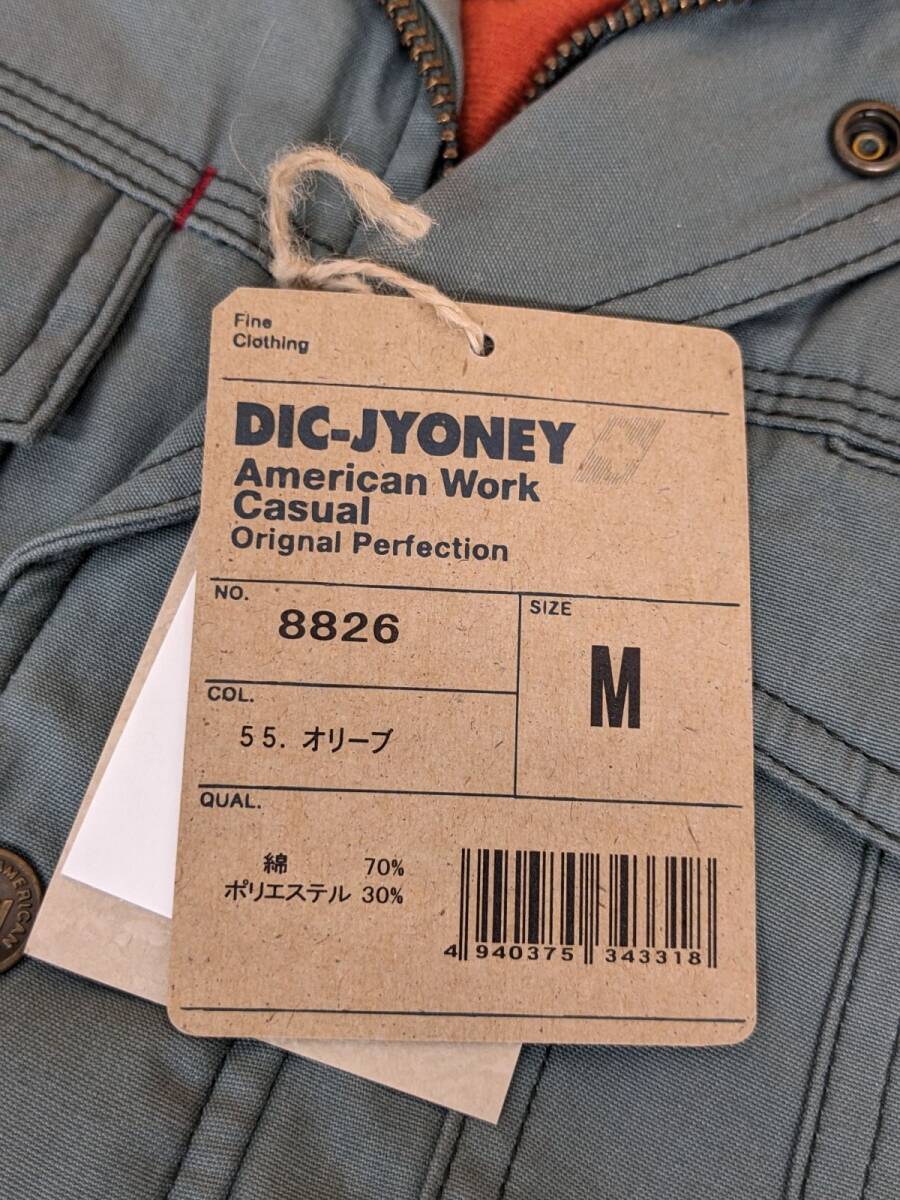 Fine
Clothing
DIC-JYONEY
American Work
Casual
Orignal Perfection
NO.
8826
SIZE
M
COL.
55. オリーブ
QUAL.
綿 70%
ポリエステル 30%
4 940375 343318
AMERICAN